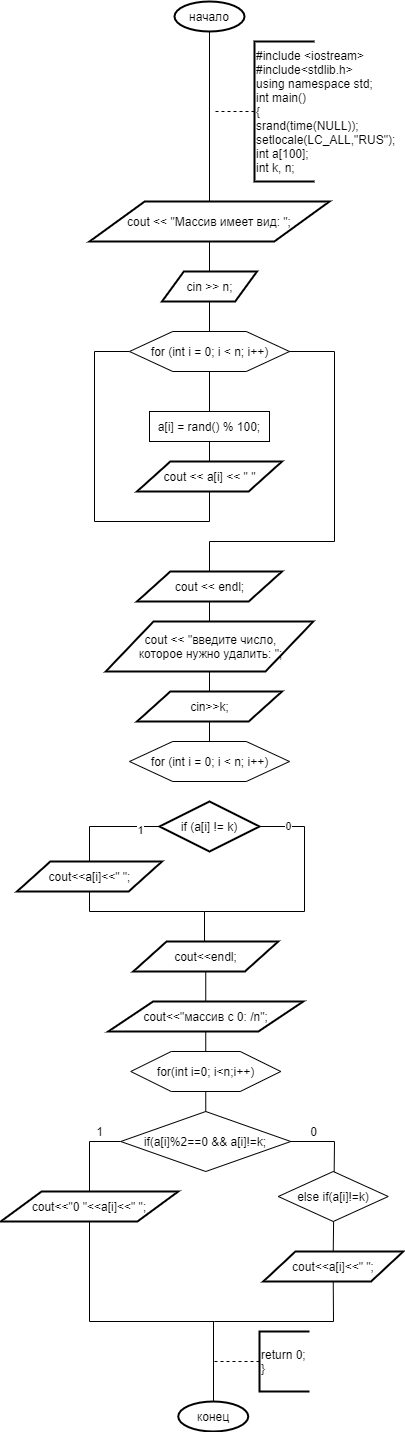 начало
#include <iostream>
#include<stdlib.h>
using namespace std;
int main()
{
srand(time(NULL));
setlocale(LC_ALL,"RUS");
int a[100];
int k, n;
cout << "Массив имеет вид: ";
cin >> n;
for (int i = 0; i < n; i++)
a[i] = rand() % 100;
cout << a[i] << " "
cout << endl;
cout << "введите число,
которое нужно удалить: ";
cin>>k;
for (int i = 0; i < n; i++)
if (a[i] != k)
1
0
cout<<a[i]<<" ";
cout<<endl;
cout<<"массив с 0: /n";
for(int i=0; i<n;i++)
if(a[i]%2==0 && a[i]!=k;
1
0
cout<<"0 "<<a[i]<<" ";
else if(a[i]!=k)
cout<<a[i]<<" ";
return 0;
}
конец